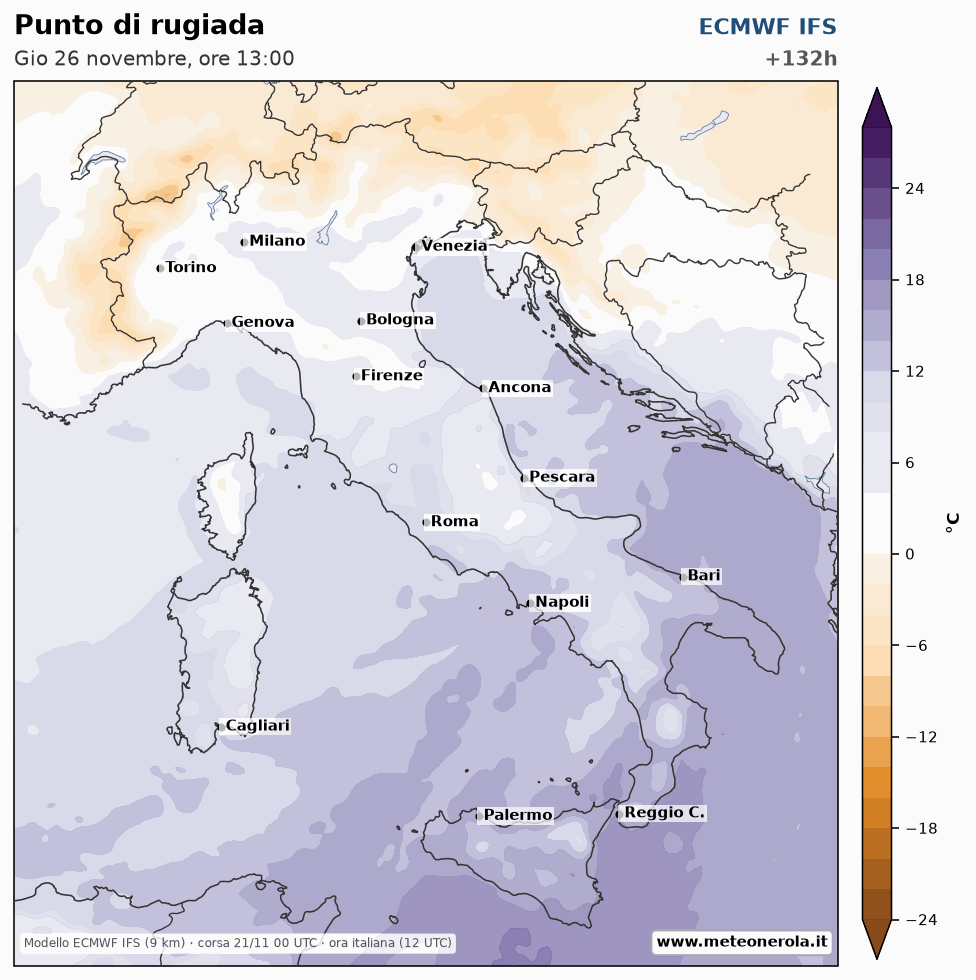 Punto di rugiada
ECMWF IFS
Gio 26 novembre, ore 13:00
+132h
Milano
Venezia
Torino
Genova
Bologna
Firenze
Ancona
Pescara
Roma
Bari
Napoli
Cagliari
Palermo
Reggio C.
24
18
12
6
0
−6
−12
−18
−24
°C
Modello ECMWF IFS (9 km) · corsa 21/11 00 UTC · ora italiana (12 UTC)
www.meteonerola.it